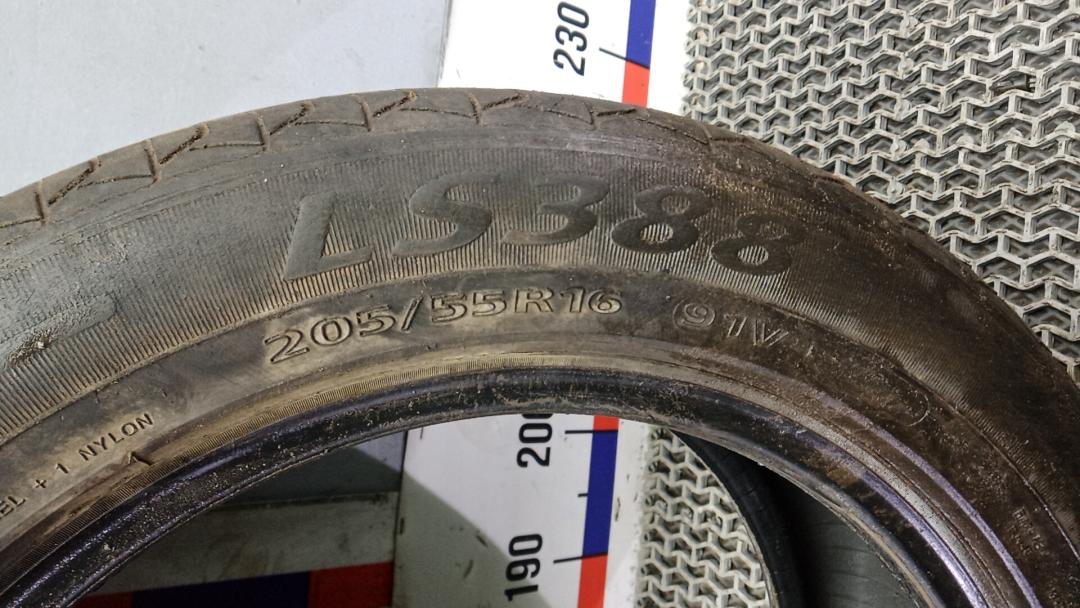 230
LS388
205/55R16 91V
EL + 1 NYLON
200
190